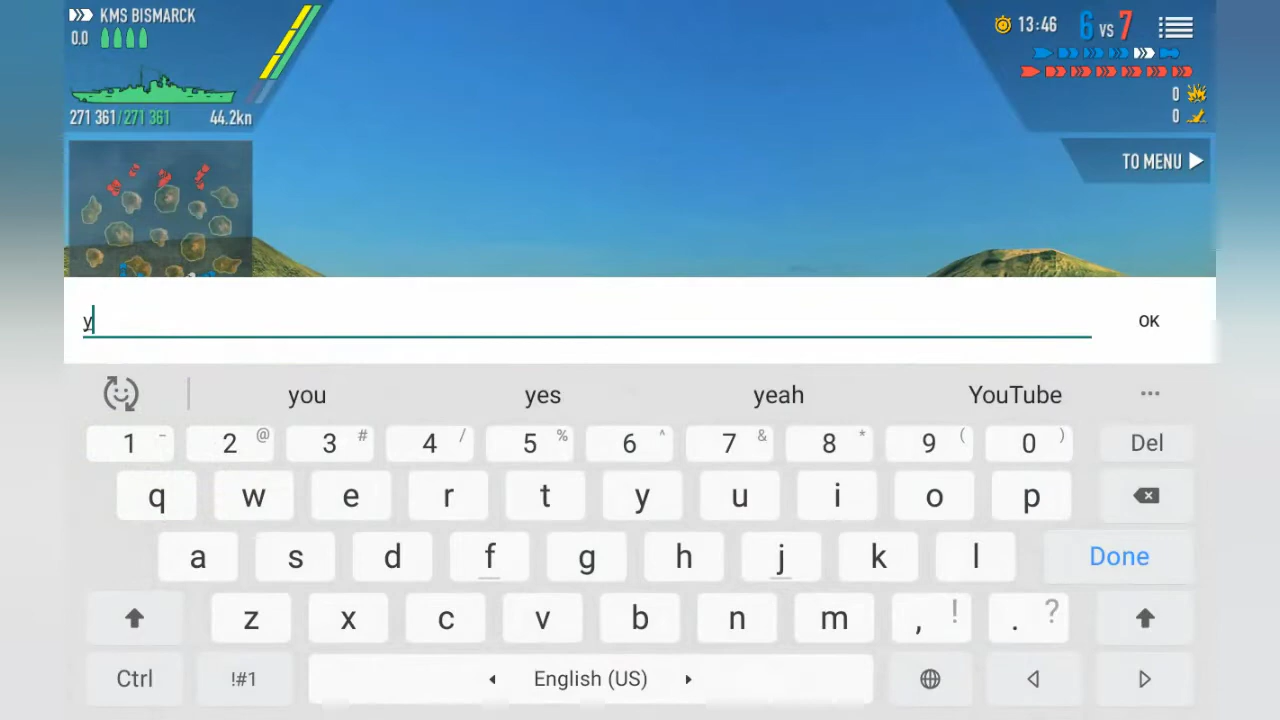 KMS BISMARCK
0.0
271 361/271 361 44.2kn
13:46 6 vs 7
0
0
TO MENU
y OK
you yes yeah YouTube ...
1 - 2 @ 3 # 4 / 5 % 6 ^ 7 & 8 * 9 ( 0 ) Del
q w e r t y u i o p
a s d f g h j k l Done
z x c v b n m , ! . ?
Ctrl !#1 English (US)